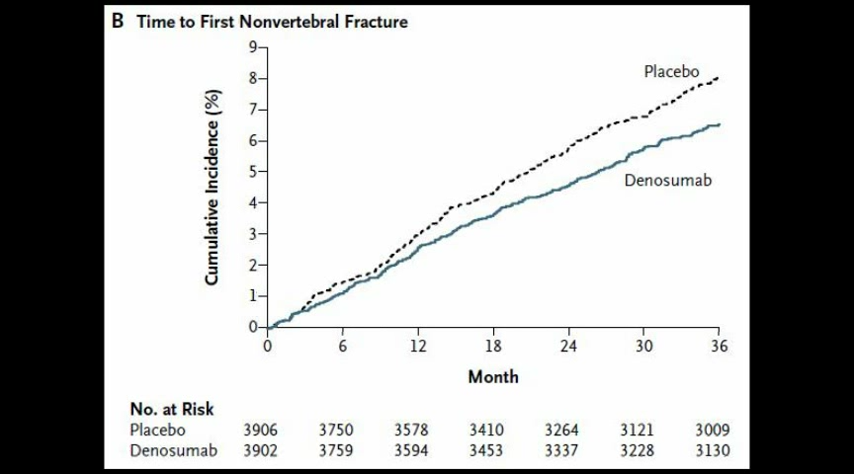 B Time to First Nonvertebral Fracture
9
8
7
6
5
4
3
2
1
0
Cumulative Incidence (%)
Placebo
Denosumab
0 6 12 18 24 30 36
Month
No. at Risk
Placebo 3906 3750 3578 3410 3264 3121 3009
Denosumab 3902 3759 3594 3453 3337 3228 3130